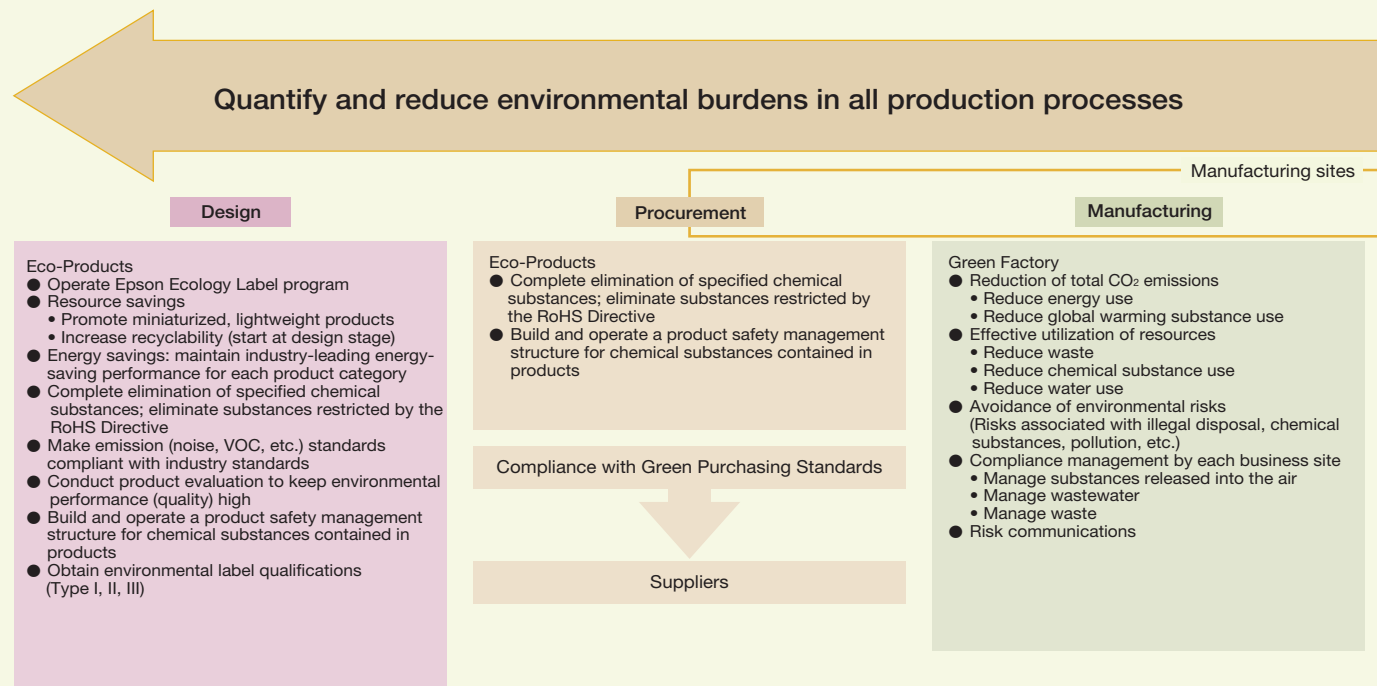 Quantify and reduce environmental burdens in all production processes
Manufacturing sites
Design
Eco-Products
● Operate Epson Ecology Label program
● Resource savings
• Promote miniaturized, lightweight products
• Increase recyclability (start at design stage)
● Energy savings: maintain industry-leading energy-
saving performance for each product category
● Complete elimination of specified chemical
substances; eliminate substances restricted by the
RoHS Directive
● Make emission (noise, VOC, etc.) standards
compliant with industry standards
● Conduct product evaluation to keep environmental
performance (quality) high
● Build and operate a product safety management
structure for chemical substances contained in
products
● Obtain environmental label qualifications
(Type I, II, III)
Procurement
Eco-Products
● Complete elimination of specified chemical
substances; eliminate substances restricted by
the RoHS Directive
● Build and operate a product safety management
structure for chemical substances contained in
products
Compliance with Green Purchasing Standards
Suppliers
Manufacturing
Green Factory
● Reduction of total CO₂ emissions
• Reduce energy use
• Reduce global warming substance use
● Effective utilization of resources
• Reduce waste
• Reduce chemical substance use
• Reduce water use
● Avoidance of environmental risks
(Risks associated with illegal disposal, chemical
substances, pollution, etc.)
● Compliance management by each business site
• Manage substances released into the air
• Manage wastewater
• Manage waste
● Risk communications